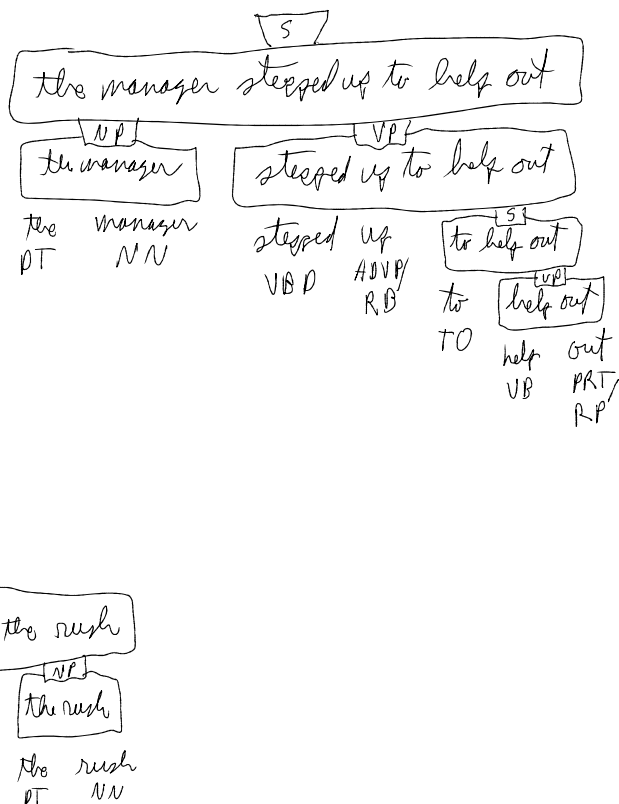 S
the manager stepped up to help out
NP VP
the manager stepped up to help out
the manager stepped up S
DT NN VBD ADVP/ to help out
RB VP
to help out
TO
help out
VB PRT/
RP
the rush
NP
the rush
the rush
DT NN